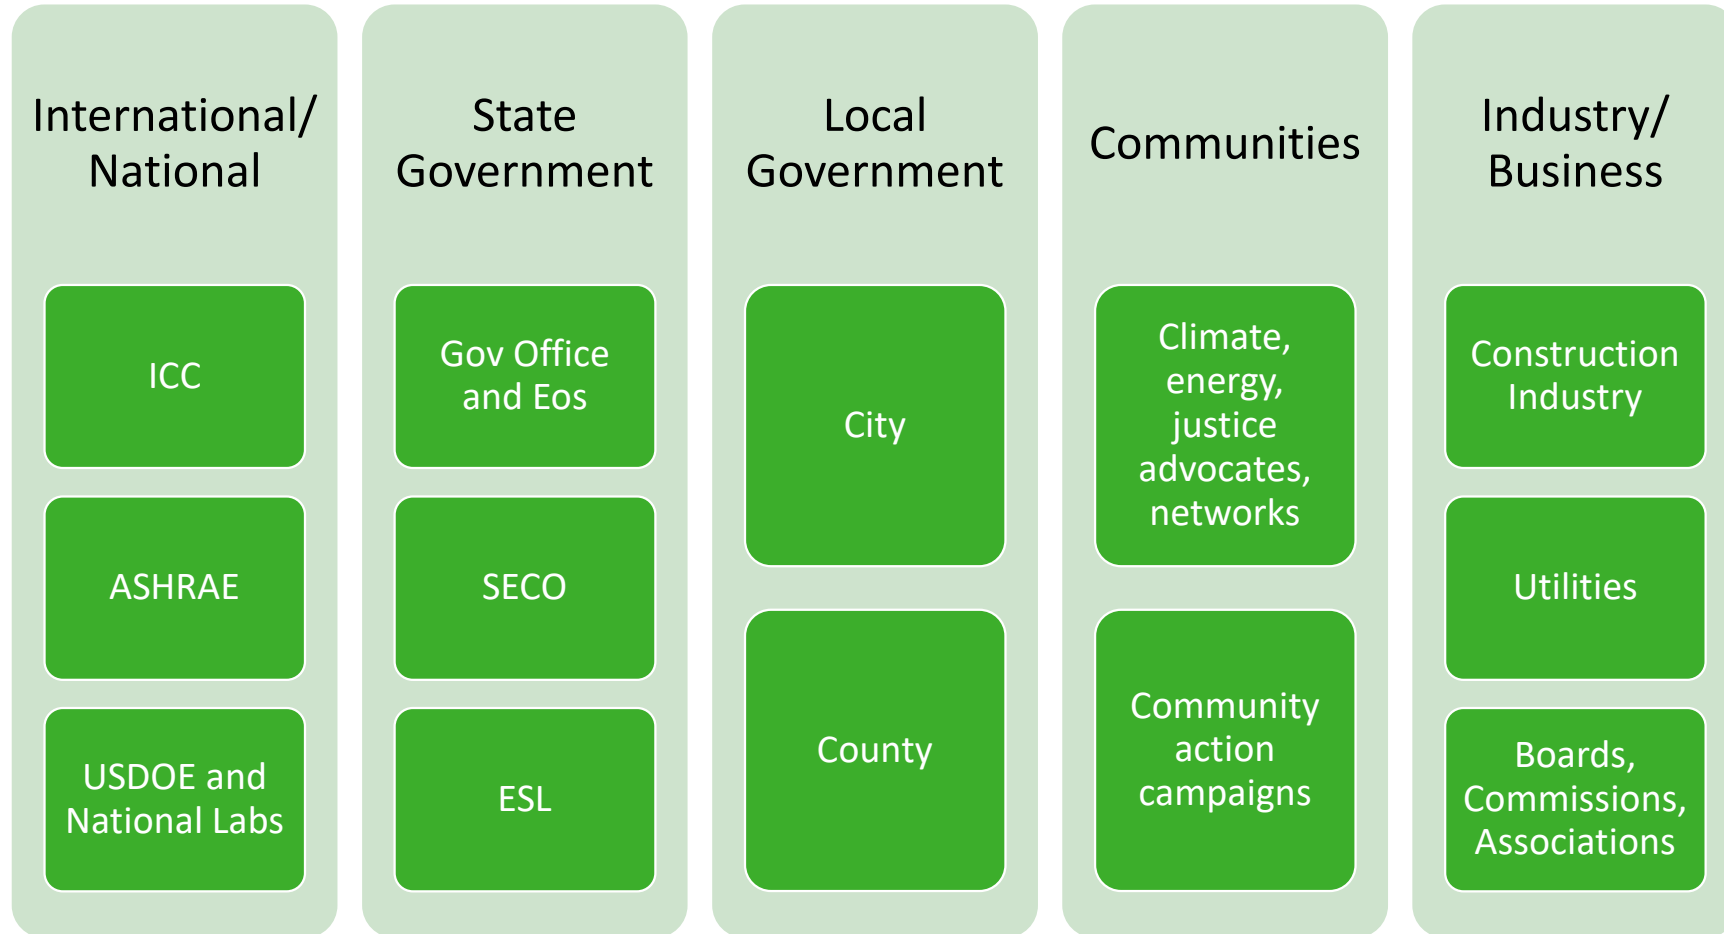 International/
National
ICC
ASHRAE
USDOE and
National Labs
State
Government
Gov Office
and Eos
SECO
ESL
Local
Government
City
County
Communities
Climate,
energy,
justice
advocates,
networks
Community
action
campaigns
Industry/
Business
Construction
Industry
Utilities
Boards,
Commissions,
Associations